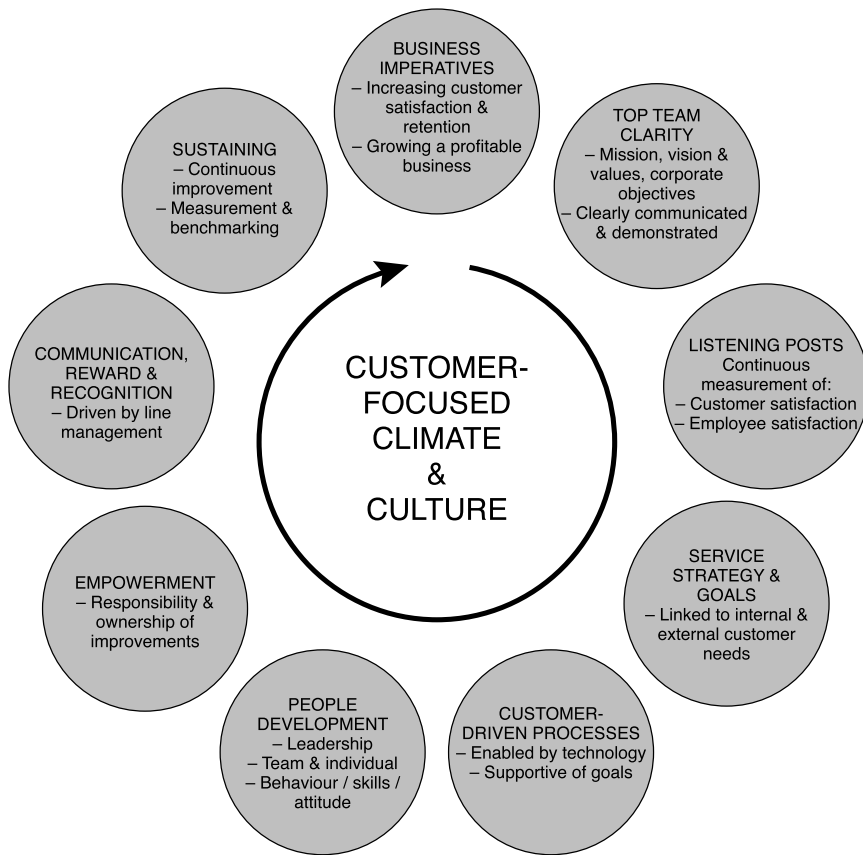 BUSINESS
IMPERATIVES
– Increasing customer
satisfaction &
retention
– Growing a profitable
business
TOP TEAM
CLARITY
– Mission, vision &
values, corporate
objectives
– Clearly communicated
& demonstrated
LISTENING POSTS
Continuous
measurement of:
– Customer satisfaction
– Employee satisfaction
SERVICE
STRATEGY &
GOALS
– Linked to internal &
external customer
needs
CUSTOMER-
DRIVEN PROCESSES
– Enabled by technology
– Supportive of goals
PEOPLE
DEVELOPMENT
– Leadership
– Team & individual
– Behaviour / skills /
attitude
EMPOWERMENT
– Responsibility &
ownership of
improvements
COMMUNICATION,
REWARD &
RECOGNITION
– Driven by line
management
SUSTAINING
– Continuous
improvement
– Measurement &
benchmarking
CUSTOMER-
FOCUSED
CLIMATE
&
CULTURE